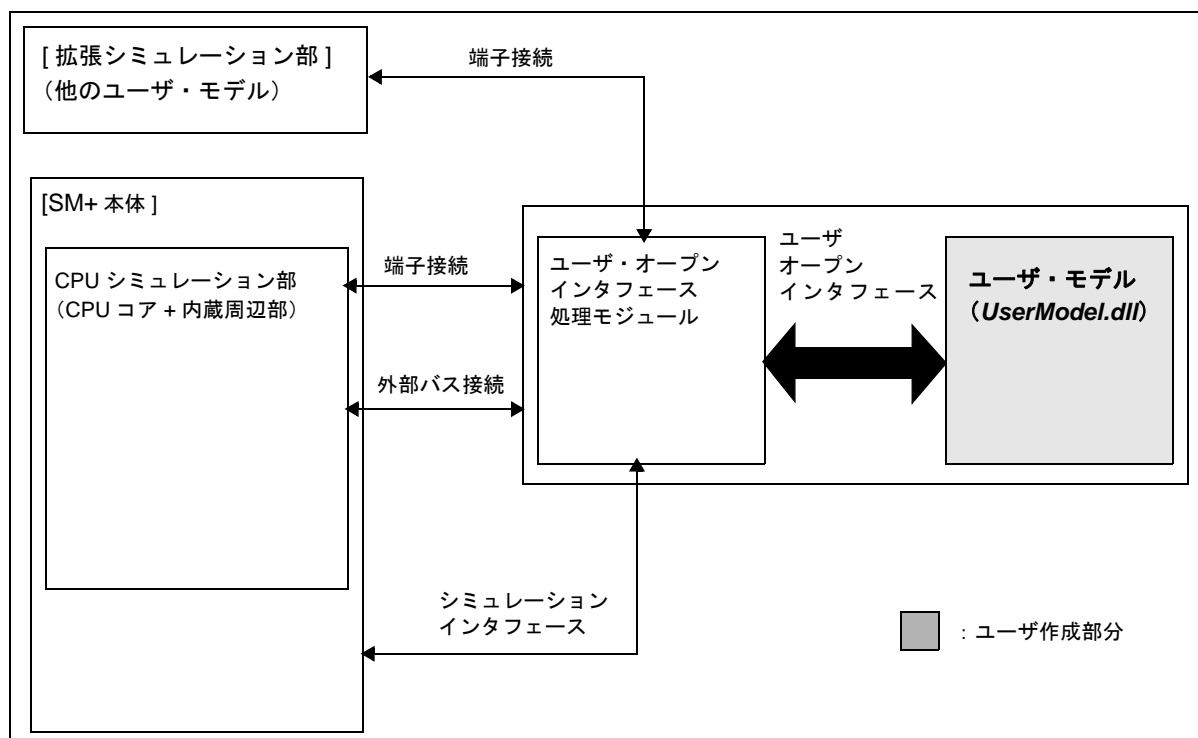 [ 拡張シミュレーション部 ]
（他のユーザ・モデル）
端子接続
[SM+ 本体 ]
CPU シミュレーション部
（CPU コア + 内蔵周辺部）
端子接続
外部バス接続
ユーザ・オープン
インタフェース
処理モジュール
ユーザ
オープン
インタフェース
ユーザ・モデル
（UserModel.dll）
シミュレーション
インタフェース
：ユーザ作成部分